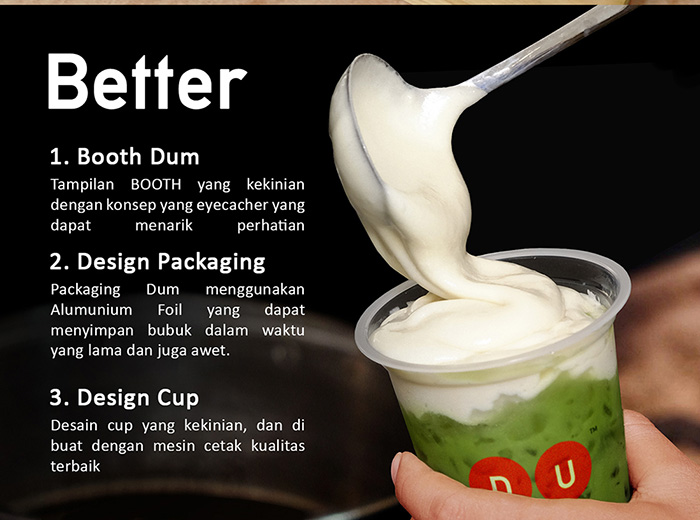 Better
1. Booth Dum
Tampilan BOOTH yang kekinian
dengan konsep yang eyecacher yang
dapat menarik perhatian
2. Design Packaging
Packaging Dum menggunakan
Alumunium Foil yang dapat
menyimpan bubuk dalam waktu
yang lama dan juga awet.
3. Design Cup
Desain cup yang kekinian, dan di
buat dengan mesin cetak kualitas
terbaik
TM
D U